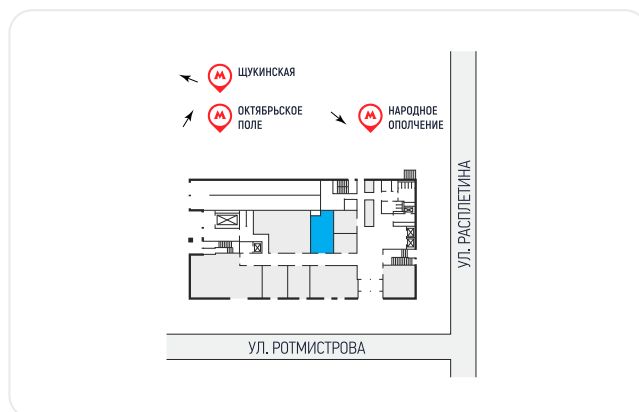 ЩУКИНСКАЯ
ОКТЯБРЬСКОЕ
ПОЛЕ
НАРОДНОЕ
ОПОЛЧЕНИЕ
УЛ. РАСПЛЕТИНА
УЛ. РОТМИСТРОВА